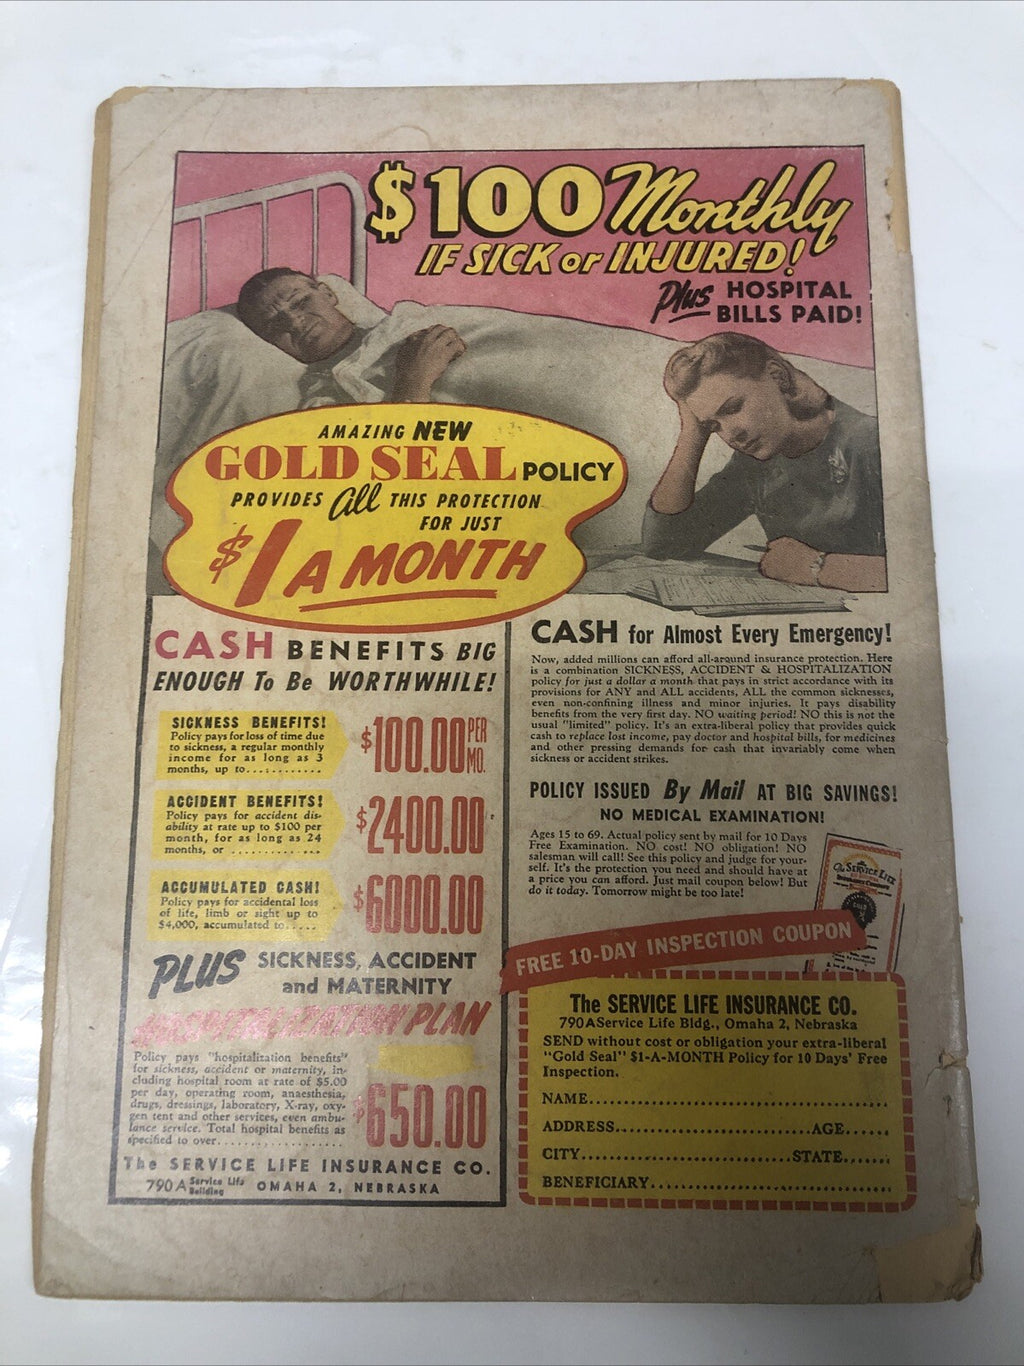 $100 Monthly
IF SICK or INJURED!
Plus HOSPITAL
BILLS PAID!
AMAZING NEW
GOLD SEAL POLICY
PROVIDES All THIS PROTECTION
FOR JUST
$1 A MONTH
CASH BENEFITS BIG
ENOUGH To Be WORTHWHILE!
SICKNESS BENEFITS!
Policy pays for loss of time due
to sickness, a regular monthly
income for as long as 3
months, up to............
$100.00 PER MO.
ACCIDENT BENEFITS!
Policy pays for accident dis-
ability at rate up to $100 per
month, for as long as 24
months, or ..............
$2400.00
ACCUMULATED CASH!
Policy pays for accidental loss
of life, limb or sight up to
$4,000, accumulated to.....
$6000.00
PLUS SICKNESS, ACCIDENT
and MATERNITY
HOSPITALIZATION PLAN
Policy pays "hospitalization benefits"
for sickness, accident or maternity, in-
cluding hospital room at rate of $5.00
per day, operating room, anaesthesia,
drugs, dressings, laboratory, X-ray, oxy-
gen tent and other services, even ambu-
lance service. Total hospital benefits as
specified to over...................
$650.00
The SERVICE LIFE INSURANCE CO.
790A Service Life Building OMAHA 2, NEBRASKA
CASH for Almost Every Emergency!
Now, added millions can afford all-around insurance protection. Here
is a combination SICKNESS, ACCIDENT & HOSPITALIZATION
policy for just a dollar a month that pays in strict accordance with its
provisions for ANY and ALL accidents, ALL the common sicknesses,
even non-confining illness and minor injuries. It pays disability
benefits from the very first day. NO waiting period! NO this is not the
usual "limited" policy. It's an extra-liberal policy that provides quick
cash to replace lost income, pay doctor and hospital bills, for medicines
and other pressing demands for cash that invariably come when
sickness or accident strikes.
POLICY ISSUED By Mail AT BIG SAVINGS!
NO MEDICAL EXAMINATION!
Ages 15 to 69. Actual policy sent by mail for 10 Days
Free Examination. NO cost! NO obligation! NO
salesman will call! See this policy and judge for your-
self. It's the protection you need and should have at
a price you can afford. Just mail coupon below! But
do it today. Tomorrow might be too late!
The SERVICE LIFE
INSURANCE COMPANY
FREE 10-DAY INSPECTION COUPON
The SERVICE LIFE INSURANCE CO.
790A Service Life Bldg., Omaha 2, Nebraska
SEND without cost or obligation your extra-liberal
"Gold Seal" $1-A-MONTH Policy for 10 Days' Free
Inspection.
NAME..........................................
ADDRESS............................AGE......
CITY...............................STATE.......
BENEFICIARY.................................